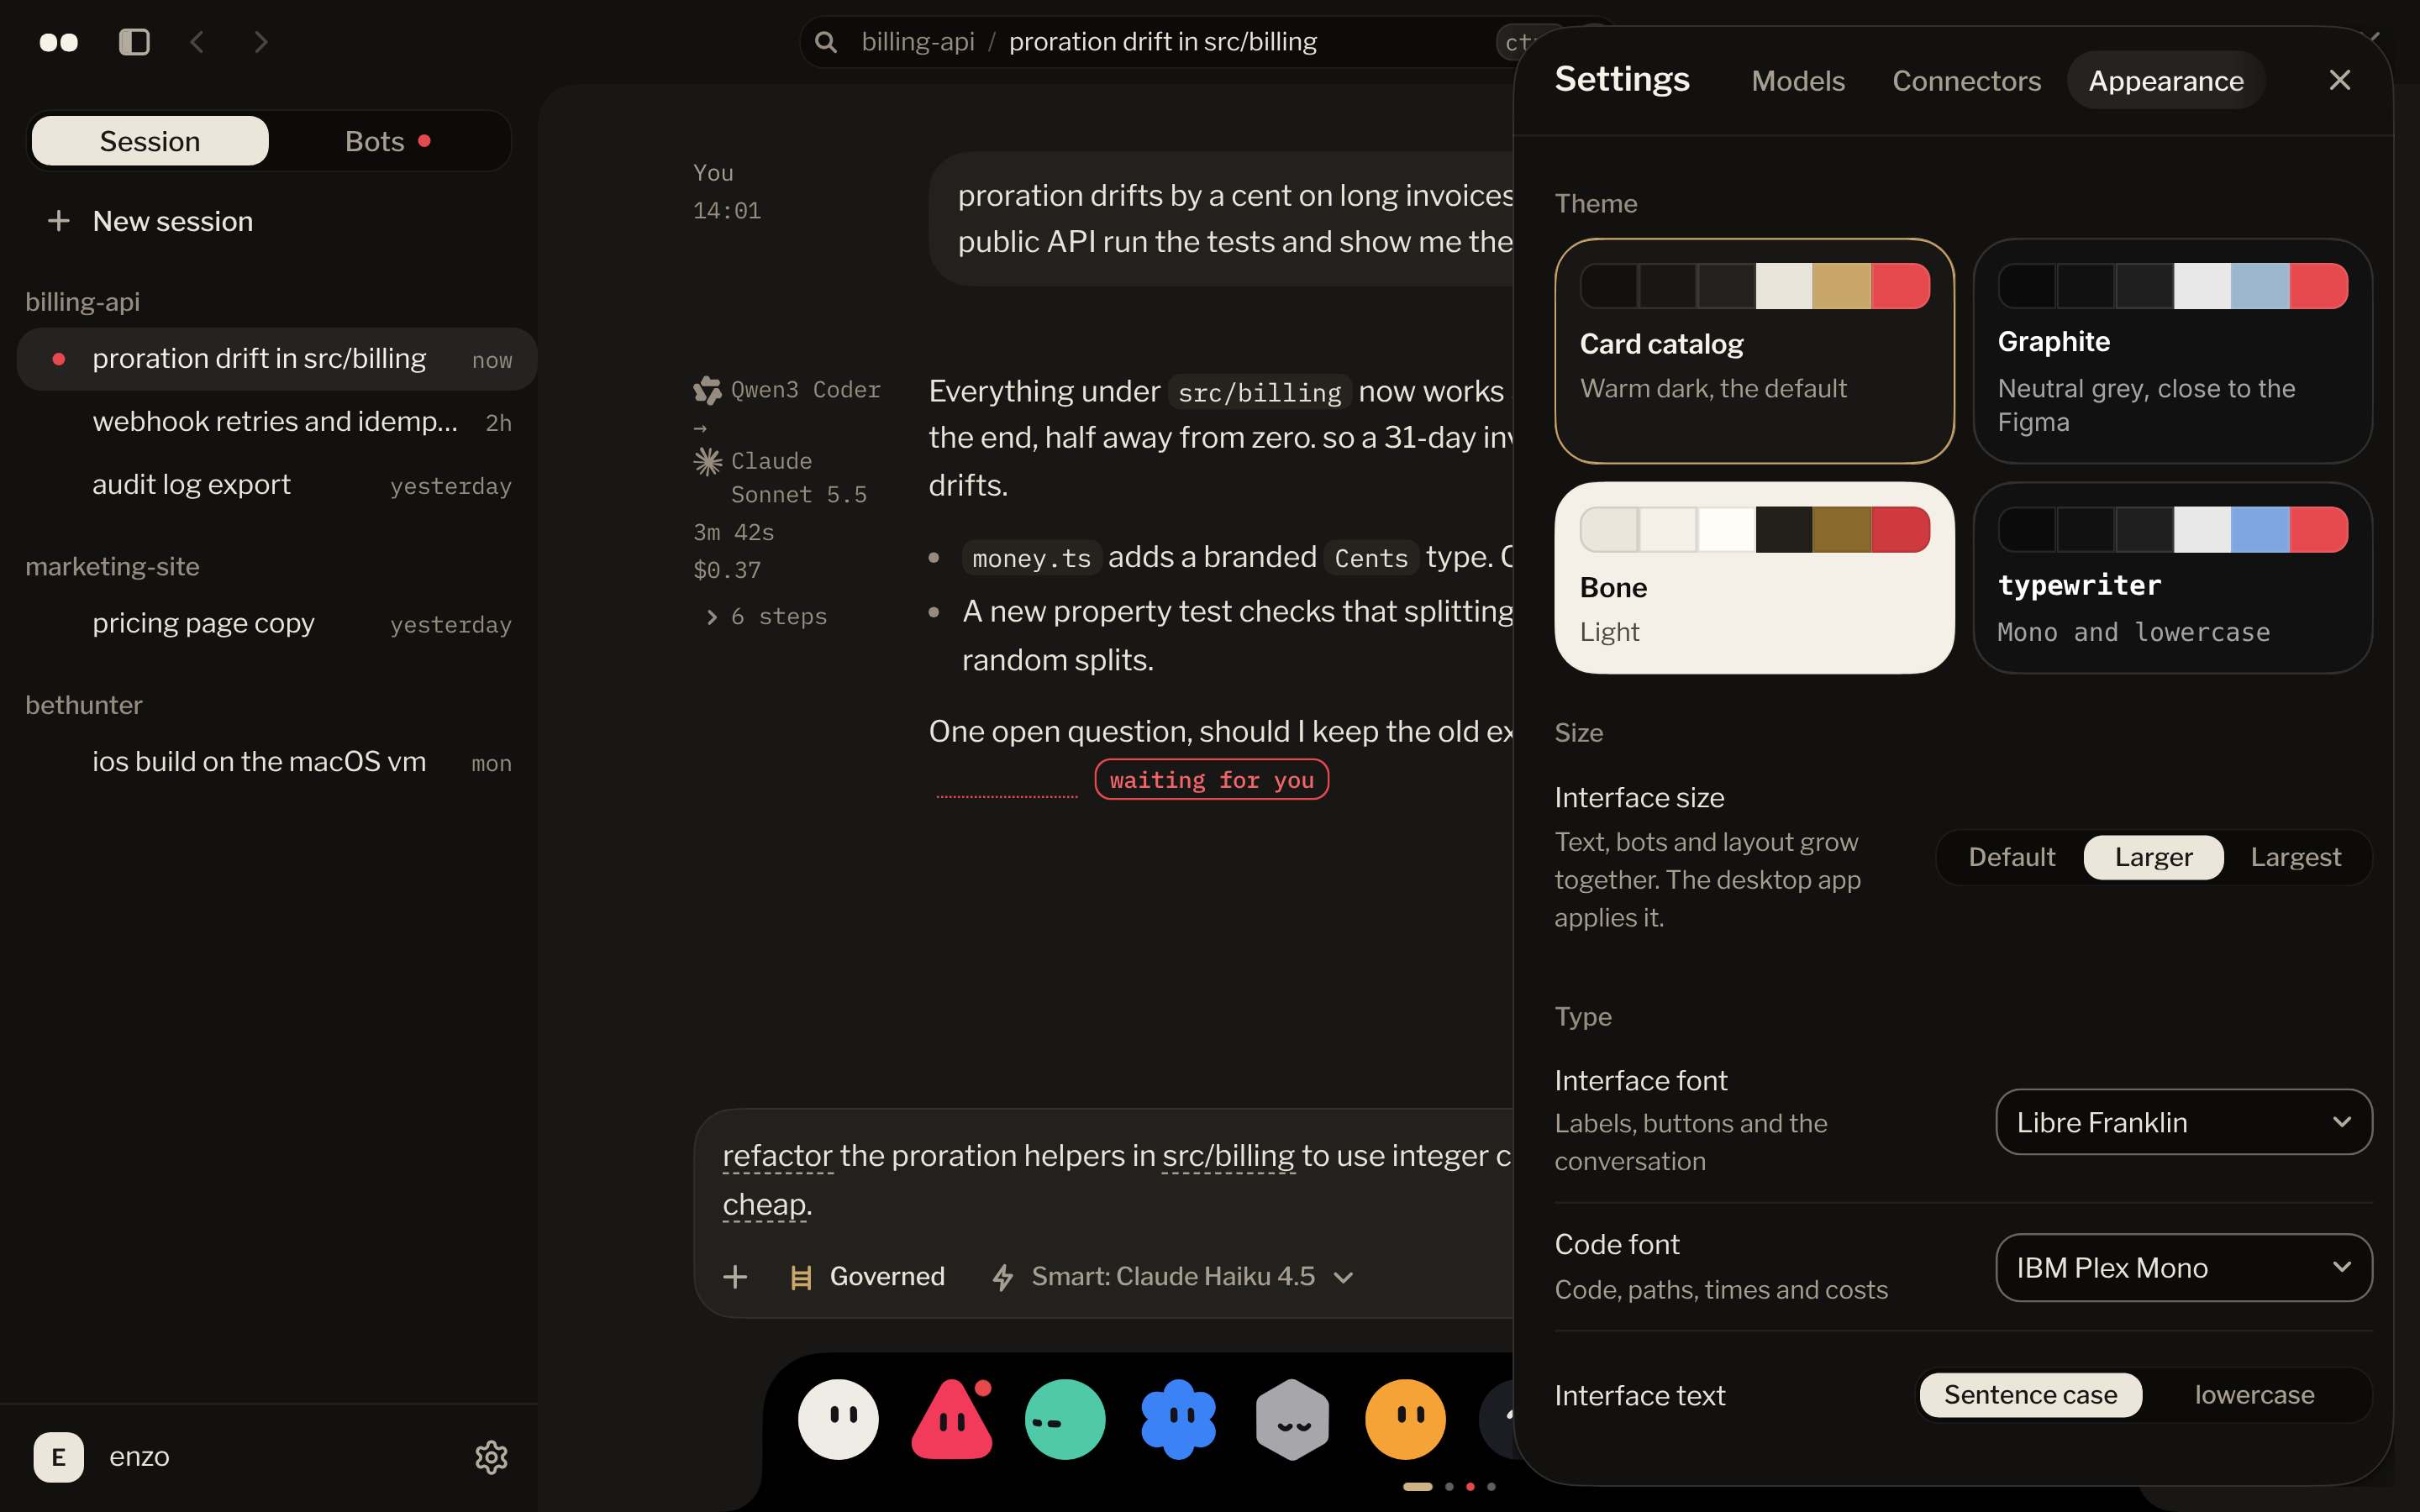 billing-api / proration drift in src/billing
Session
Bots
New session
billing-api
proration drift in src/billing now
webhook retries and idemp... 2h
audit log export yesterday
marketing-site
pricing page copy yesterday
bethunter
ios build on the macOS vm mon
E enzo
You
14:01
proration drifts by a cent on long invoices
public API run the tests and show me the
Qwen3 Coder
→
Claude
Sonnet 5.5
3m 42s
$0.37
6 steps
Everything under src/billing now works
the end, half away from zero. so a 31-day inv
drifts.
money.ts adds a branded Cents type.
A new property test checks that splitting
random splits.
One open question, should I keep the old ex
waiting for you
refactor the proration helpers in src/billing to use integer c
cheap.
Governed
Smart: Claude Haiku 4.5
Settings
Models
Connectors
Appearance
Theme
Card catalog
Warm dark, the default
Graphite
Neutral grey, close to the
Figma
Bone
Light
typewriter
Mono and lowercase
Size
Interface size
Text, bots and layout grow
together. The desktop app
applies it.
Default
Larger
Largest
Type
Interface font
Labels, buttons and the
conversation
Libre Franklin
Code font
Code, paths, times and costs
IBM Plex Mono
Interface text
Sentence case
lowercase